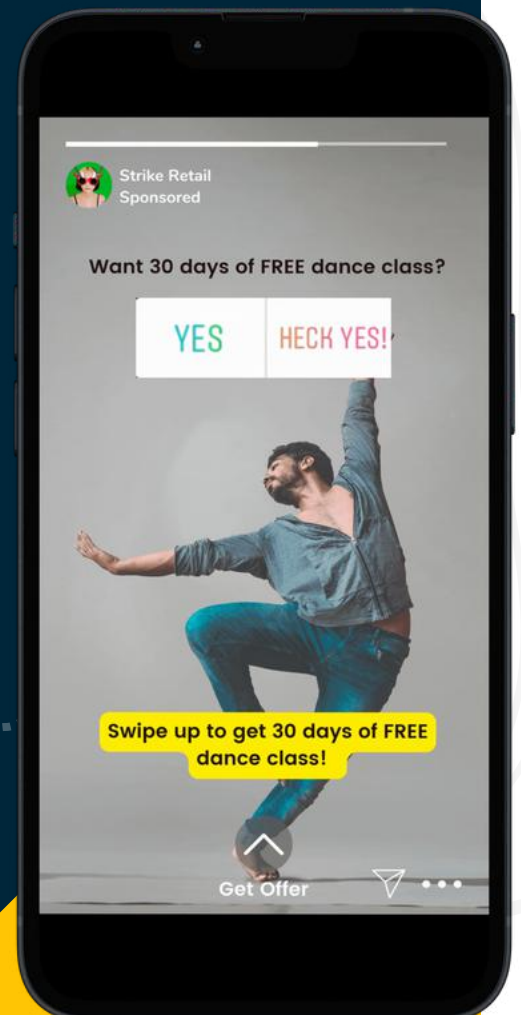 Strike Retail
Sponsored
Want 30 days of FREE dance class?
YES
HECK YES!
Swipe up to get 30 days of FREE
dance class!
Get Offer